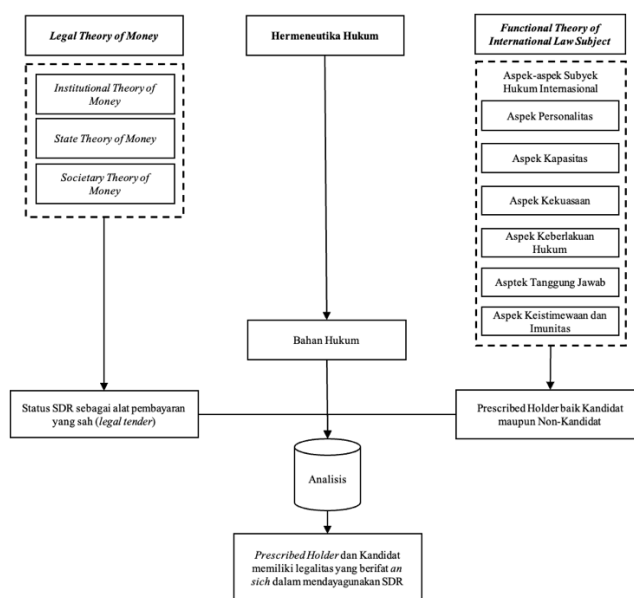 Legal Theory of Money
Institutional Theory of
Money
State Theory of Money
Societary Theory of
Money
Status SDR sebagai alat pembayaran
yang sah (legal tender)
Hermeneutika Hukum
Bahan Hukum
Analisis
Prescribed Holder dan Kandidat
memiliki legalitas yang berifat an
sich dalam mendayagunakan SDR
Functional Theory of
International Law Subject
Aspek-aspek Subyek
Hukum Internasional
Aspek Personalitas
Aspek Kapasitas
Aspek Kekuasaan
Aspek Keberlakuan
Hukum
Asptek Tanggung Jawab
Aspek Keistimewaan dan
Imunitas
Prescribed Holder baik Kandidat
maupun Non-Kandidat